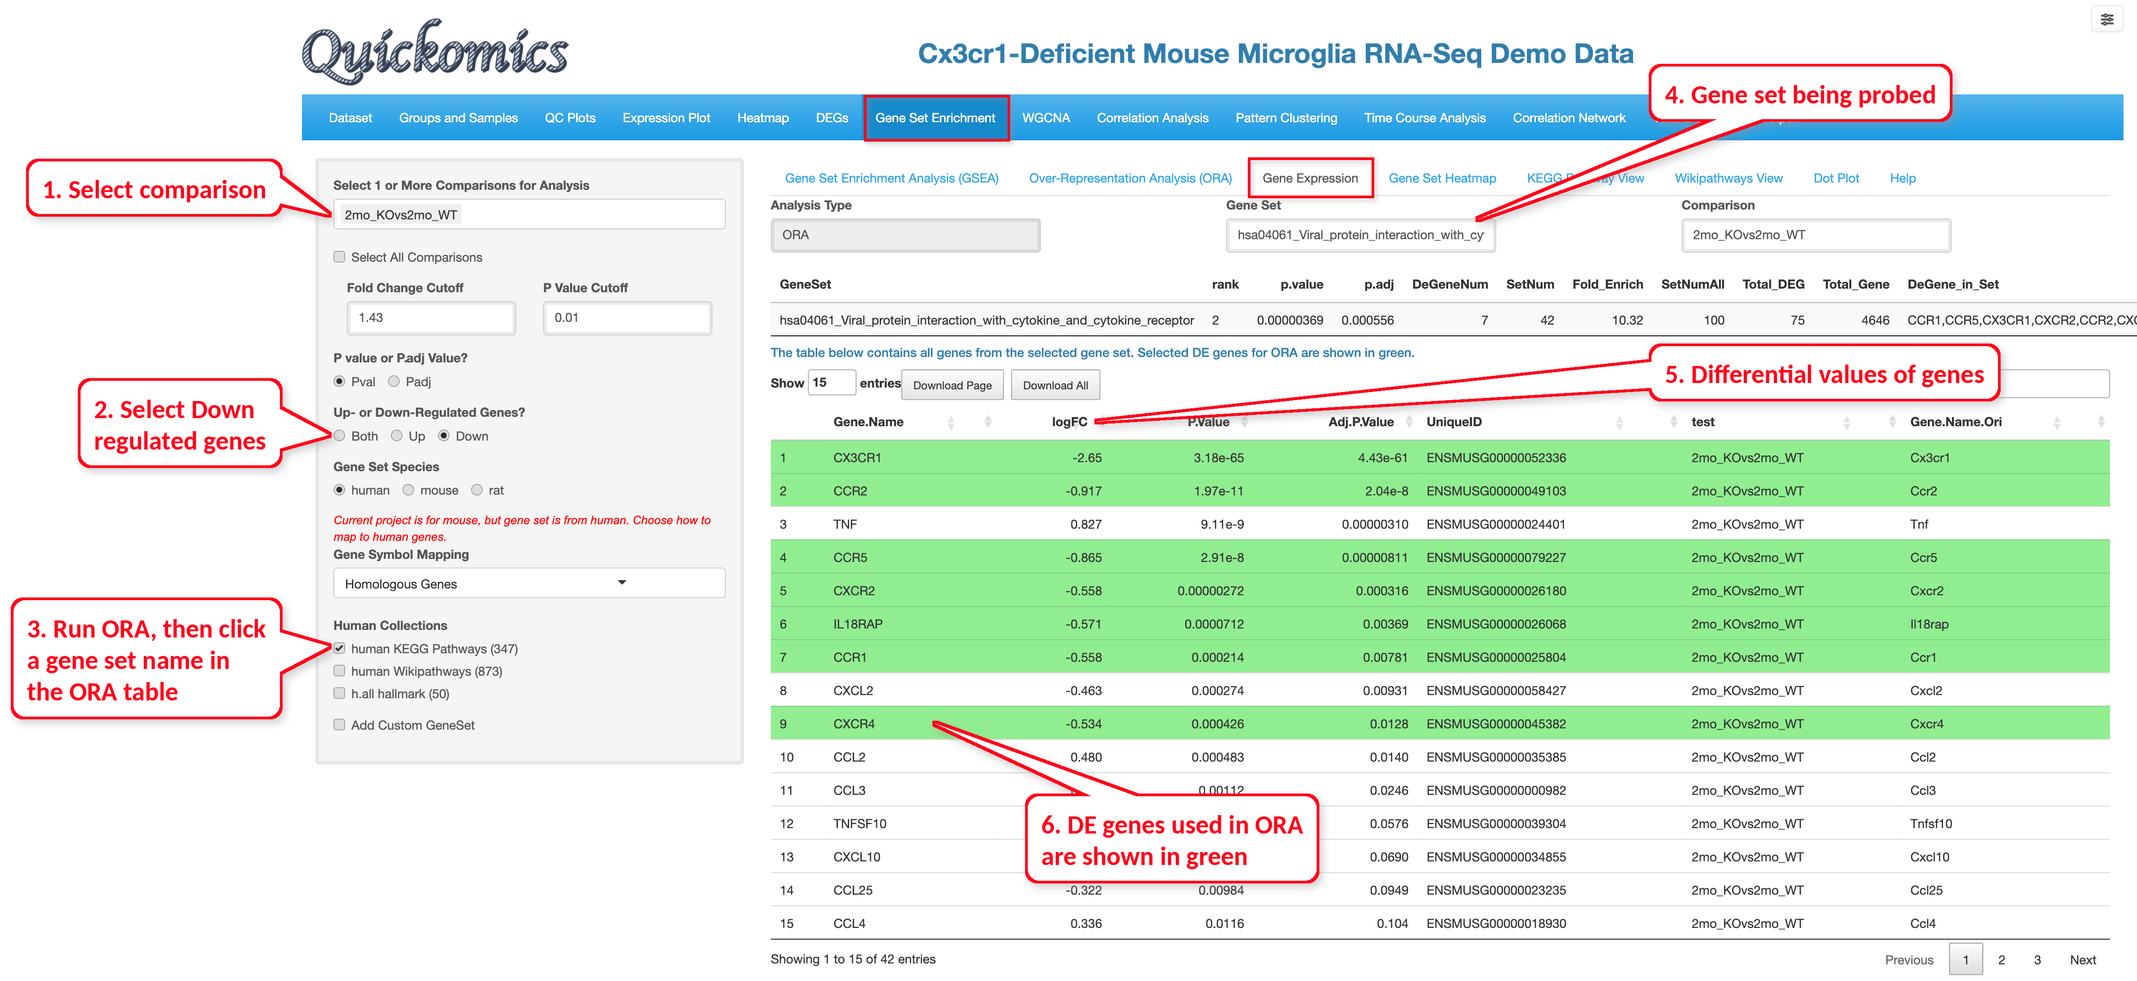 Quickomics
Cx3cr1-Deficient Mouse Microglia RNA-Seq Demo Data
4. Gene set being probed
Dataset Groups and Samples QC Plots Expression Plot Heatmap DEGs Gene Set Enrichment WGCNA Correlation Analysis Pattern Clustering Time Course Analysis Correlation Network
1. Select comparison
Select 1 or More Comparisons for Analysis
2mo_KOvs2mo_WT
Select All Comparisons
Fold Change Cutoff P Value Cutoff
1.43 0.01
P value or P.adj Value?
Pval Padj
2. Select Down
regulated genes
Up- or Down-Regulated Genes?
Both Up Down
Gene Set Species
human mouse rat
Current project is for mouse, but gene set is from human. Choose how to
map to human genes.
Gene Symbol Mapping
Homologous Genes
3. Run ORA, then click
a gene set name in
the ORA table
Human Collections
human KEGG Pathways (347)
human Wikipathways (873)
h.all hallmark (50)
Add Custom GeneSet
Gene Set Enrichment Analysis (GSEA) Over-Representation Analysis (ORA) Gene Expression Gene Set Heatmap KEGG View Wikipathways View Dot Plot Help
Analysis Type Gene Set Comparison
ORA hsa04061_Viral_protein_interaction_with_cy 2mo_KOvs2mo_WT
GeneSet rank p.value p.adj DeGeneNum SetNum Fold_Enrich SetNumAll Total_DEG Total_Gene DeGene_in_Set
hsa04061_Viral_protein_interaction_with_cytokine_and_cytokine_receptor 2 0.00000369 0.000556 7 42 10.32 100 75 4646 CCR1,CCR5,CX3CR1,CXCR2,CCR2,CXC
The table below contains all genes from the selected gene set. Selected DE genes for ORA are shown in green.
5. Differential values of genes
Show 15 entries Download Page Download All
Gene.Name logFC P.Value Adj.P.Value UniqueID test Gene.Name.Ori
1 CX3CR1 -2.65 3.18e-65 4.43e-61 ENSMUSG00000052336 2mo_KOvs2mo_WT Cx3cr1
2 CCR2 -0.917 1.97e-11 2.04e-8 ENSMUSG00000049103 2mo_KOvs2mo_WT Ccr2
3 TNF 0.827 9.11e-9 0.00000310 ENSMUSG00000024401 2mo_KOvs2mo_WT Tnf
4 CCR5 -0.865 2.91e-8 0.00000811 ENSMUSG00000079227 2mo_KOvs2mo_WT Ccr5
5 CXCR2 -0.558 0.00000272 0.000316 ENSMUSG00000026180 2mo_KOvs2mo_WT Cxcr2
6 IL18RAP -0.571 0.0000712 0.00369 ENSMUSG00000026068 2mo_KOvs2mo_WT Il18rap
7 CCR1 -0.558 0.000214 0.00781 ENSMUSG00000025804 2mo_KOvs2mo_WT Ccr1
8 CXCL2 -0.463 0.000274 0.00931 ENSMUSG00000058427 2mo_KOvs2mo_WT Cxcl2
9 CXCR4 -0.534 0.000426 0.0128 ENSMUSG00000045382 2mo_KOvs2mo_WT Cxcr4
10 CCL2 0.480 0.000483 0.0140 ENSMUSG00000035385 2mo_KOvs2mo_WT Ccl2
11 CCL3 0.00112 0.0246 ENSMUSG00000000982 2mo_KOvs2mo_WT Ccl3
12 TNFSF10 0.0576 ENSMUSG00000039304 2mo_KOvs2mo_WT Tnfsf10
13 CXCL10 0.0690 ENSMUSG00000034855 2mo_KOvs2mo_WT Cxcl10
14 CCL25 -0.322 0.00984 0.0949 ENSMUSG00000023235 2mo_KOvs2mo_WT Ccl25
15 CCL4 0.336 0.0116 0.104 ENSMUSG00000018930 2mo_KOvs2mo_WT Ccl4
6. DE genes used in ORA
are shown in green
Showing 1 to 15 of 42 entries
Previous 1 2 3 Next